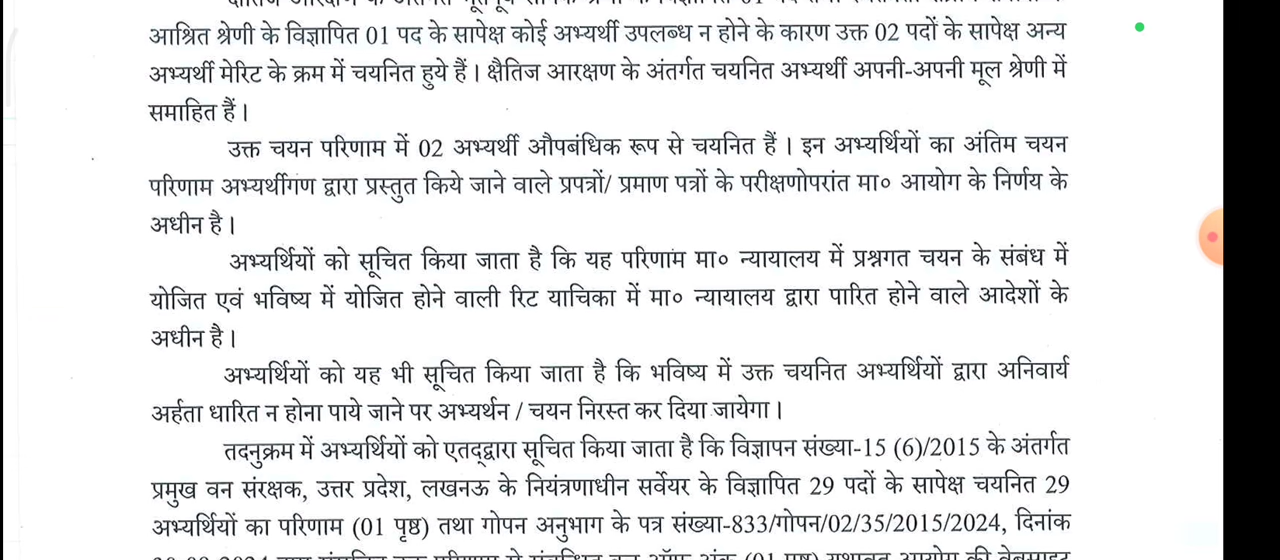 आश्रित श्रेणी के विज्ञापित 01 पद के सापेक्ष कोई अभ्यर्थी उपलब्ध न होने के कारण उक्त 02 पदों के सापेक्ष अन्य
अभ्यर्थी मेरिट के क्रम में चयनित हुये हैं। क्षैतिज आरक्षण के अंतर्गत चयनित अभ्यर्थी अपनी-अपनी मूल श्रेणी में
समाहित हैं।
उक्त चयन परिणाम में 02 अभ्यर्थी औपबंधिक रूप से चयनित हैं। इन अभ्यर्थियों का अंतिम चयन
परिणाम अभ्यर्थीगण द्वारा प्रस्तुत किये जाने वाले प्रपत्रों/ प्रमाण पत्रों के परीक्षणोपरांत मा० आयोग के निर्णय के
अधीन है।
अभ्यर्थियों को सूचित किया जाता है कि यह परिणाम मा० न्यायालय में प्रश्नगत चयन के संबंध में
योजित एवं भविष्य में योजित होने वाली रिट याचिका में मा० न्यायालय द्वारा पारित होने वाले आदेशों के
अधीन है।
अभ्यर्थियों को यह भी सूचित किया जाता है कि भविष्य में उक्त चयनित अभ्यर्थियों द्वारा अनिवार्य
अर्हता धारित न होना पाये जाने पर अभ्यर्थन / चयन निरस्त कर दिया जायेगा।
तदनुक्रम में अभ्यर्थियों को एतद्द्वारा सूचित किया जाता है कि विज्ञापन संख्या-15 (6)/2015 के अंतर्गत
प्रमुख वन संरक्षक, उत्तर प्रदेश, लखनऊ के नियंत्रणाधीन सर्वेयर के विज्ञापित 29 पदों के सापेक्ष चयनित 29
अभ्यर्थियों का परिणाम (01 पृष्ठ) तथा गोपन अनुभाग के पत्र संख्या-833/गोपन/02/35/2015/2024, दिनांक